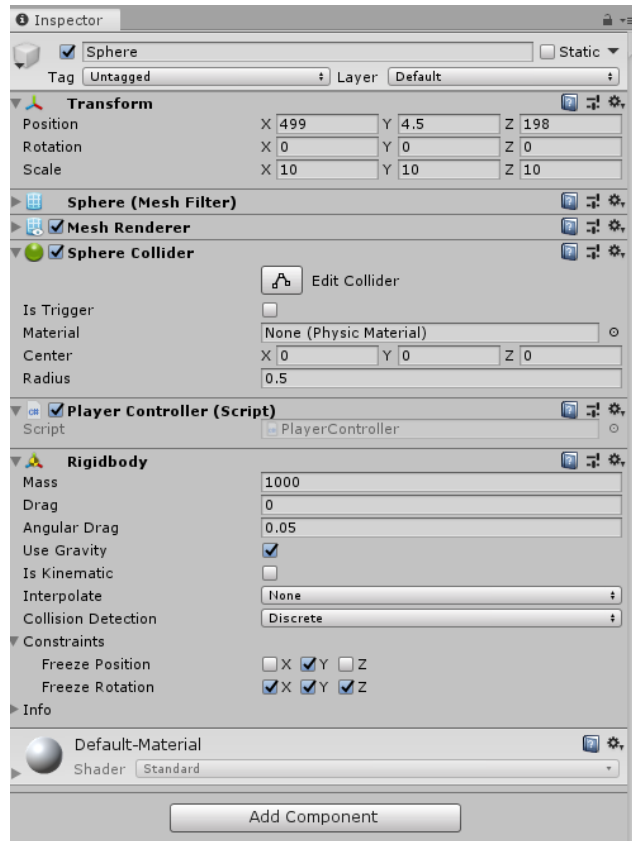 Inspector
Sphere Static
Tag Untagged Layer Default
Transform
Position X 499 Y 4.5 Z 198
Rotation X 0 Y 0 Z 0
Scale X 10 Y 10 Z 10
Sphere (Mesh Filter)
Mesh Renderer
Sphere Collider
Edit Collider
Is Trigger
Material None (Physic Material)
Center X 0 Y 0 Z 0
Radius 0.5
c# Player Controller (Script)
Script PlayerController
Rigidbody
Mass 1000
Drag 0
Angular Drag 0.05
Use Gravity
Is Kinematic
Interpolate None
Collision Detection Discrete
Constraints
Freeze Position X Y Z
Freeze Rotation X Y Z
Info
Default-Material
Shader Standard
Add Component